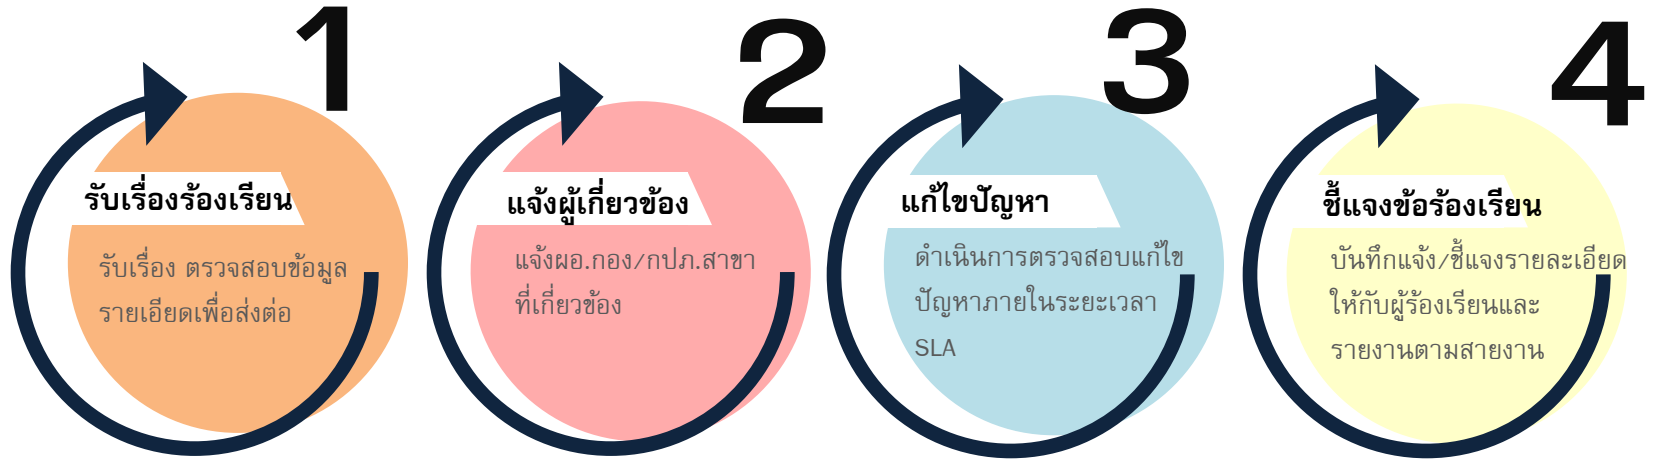 1
รับเรื่องร้องเรียน
รับเรื่อง ตรวจสอบข้อมูล
รายเอียดเพื่อส่งต่อ
2
แจ้งผู้เกี่ยวข้อง
แจ้งผอ.กอง/กปภ.สาขา
ที่เกี่ยวข้อง
3
แก้ไขปัญหา
ดำเนินการตรวจสอบแก้ไข
ปัญหาภายในระยะเวลา
SLA
4
ชี้แจงข้อร้องเรียน
บันทึกแจ้ง/ชี้แจงรายละเอียด
ให้กับผู้ร้องเรียนและ
รายงานตามสายงาน